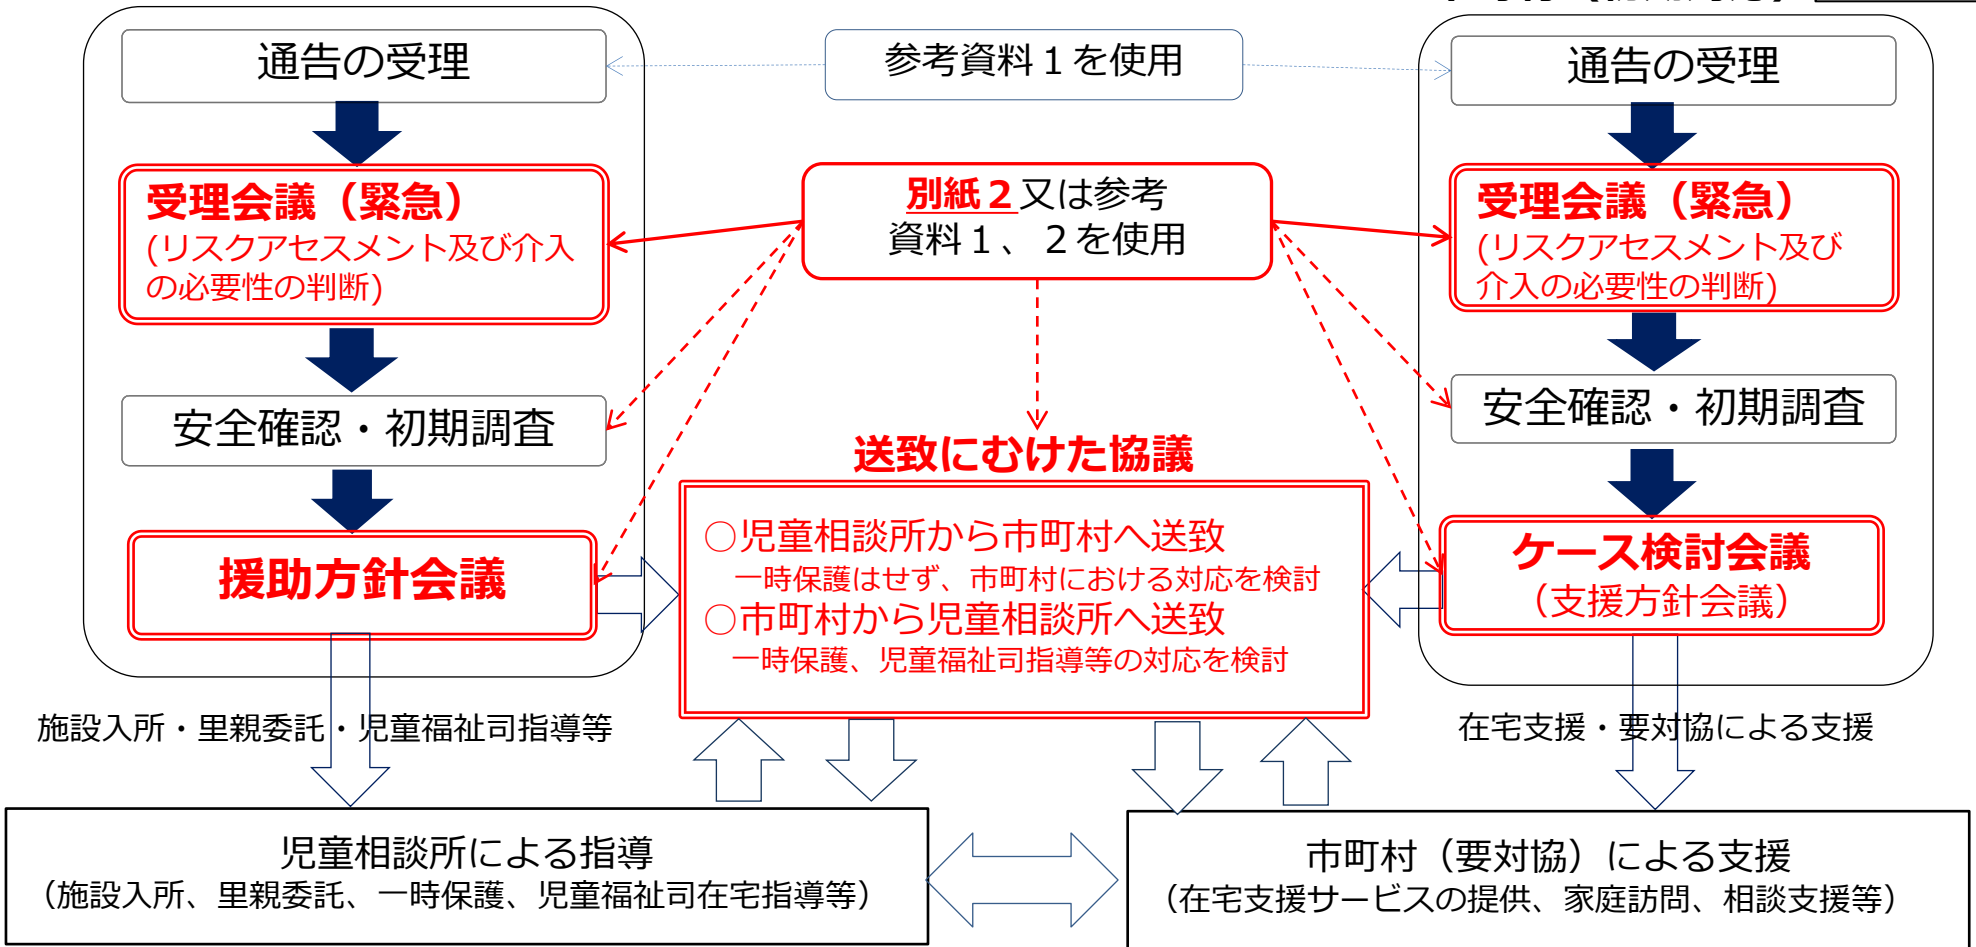 通告の受理
参考資料１を使用
通告の受理
受理会議（緊急）
(リスクアセスメント及び介入
の必要性の判断)
別紙２又は参考
資料１、２を使用
受理会議（緊急）
(リスクアセスメント及び
介入の必要性の判断)
安全確認・初期調査
安全確認・初期調査
送致にむけた協議
援助方針会議
○児童相談所から市町村へ送致
一時保護はせず、市町村における対応を検討
○市町村から児童相談所へ送致
一時保護、児童福祉司指導等の対応を検討
ケース検討会議
（支援方針会議）
施設入所・里親委託・児童福祉司指導等
在宅支援・要対協による支援
児童相談所による指導
（施設入所、里親委託、一時保護、児童福祉司在宅指導等）
市町村（要対協）による支援
（在宅支援サービスの提供、家庭訪問、相談支援等）